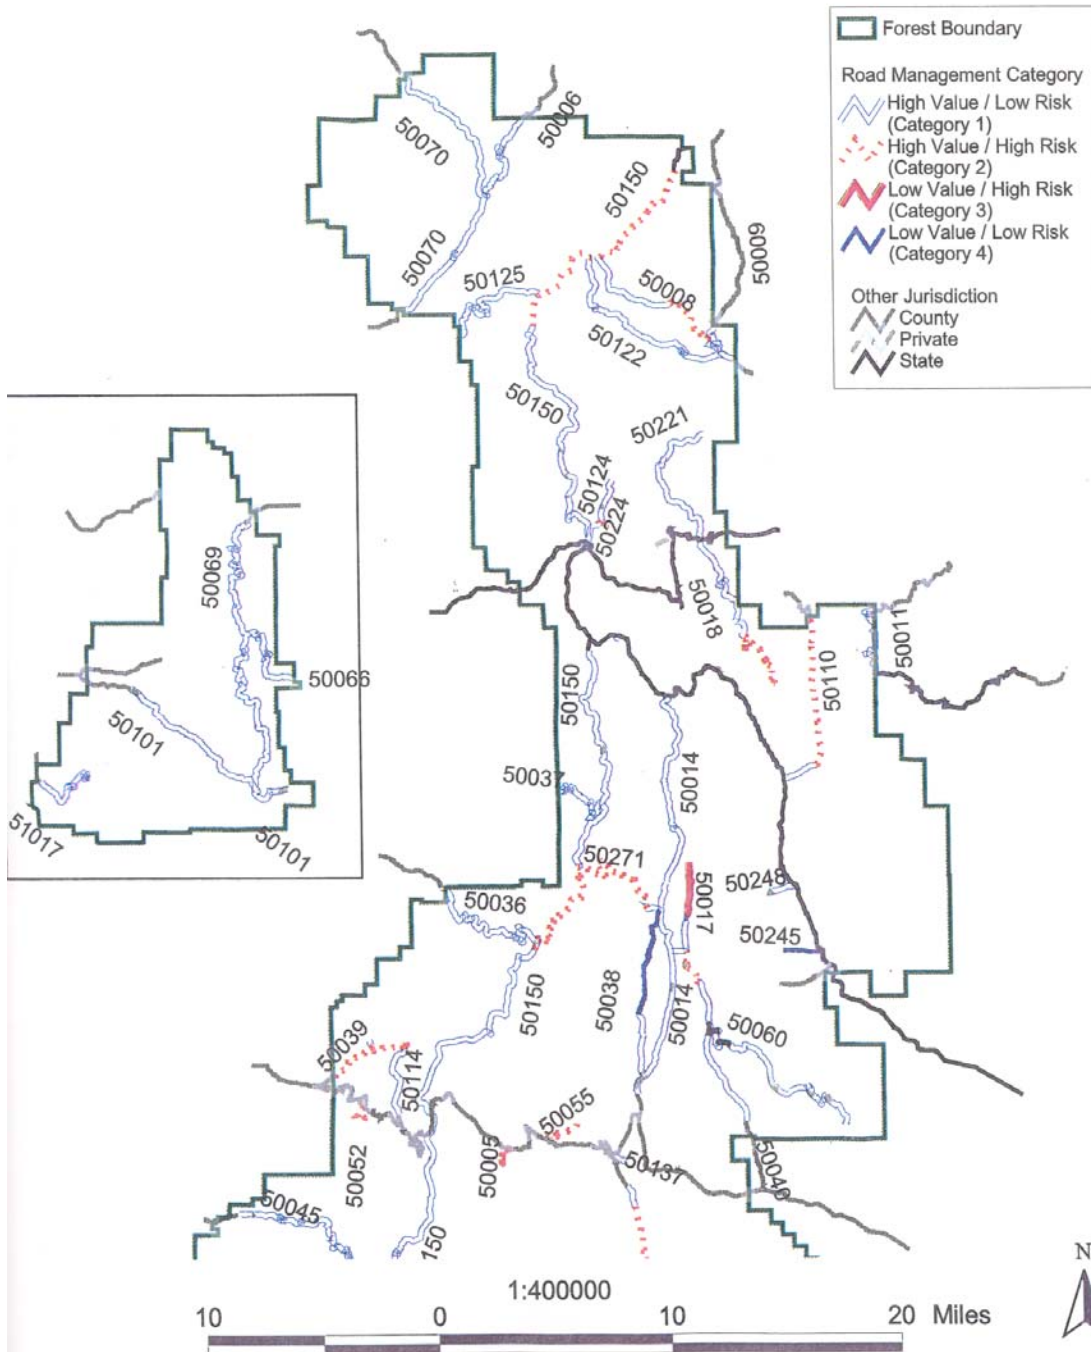 Forest Boundary
Road Management Category
High Value / Low Risk
(Category 1)
High Value / High Risk
(Category 2)
Low Value / High Risk
(Category 3)
Low Value / Low Risk
(Category 4)
Other Jurisdiction
County
Private
State
50070
50006
50150
50009
50070
50125
50008
50122
50150
50221
50124
50224
50018
50110
50011
50150
50037
50014
50271
50017
50248
50245
50036
50150
50038
50014
50060
50039
50114
50052
50005
50055
50137
50040
50045
150
50069
50066
50101
51017
50101
1:400000
10 0 10 20 Miles
N